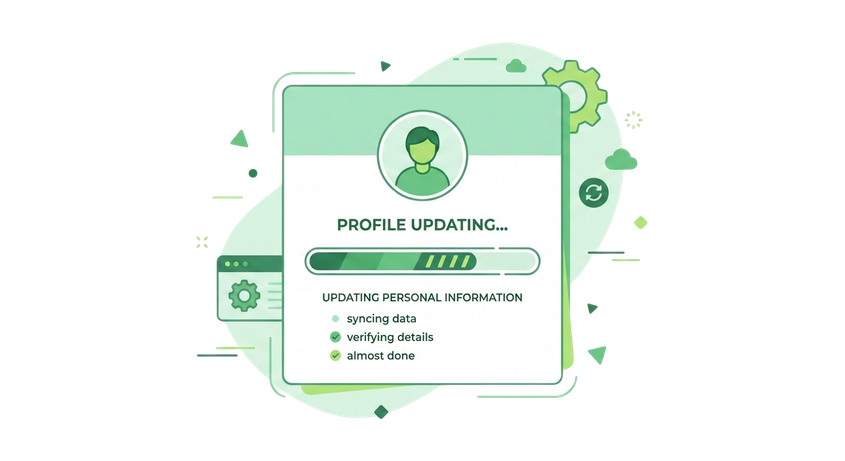 PROFILE UPDATING...
UPDATING PERSONAL INFORMATION
syncing data
verifying details
almost done